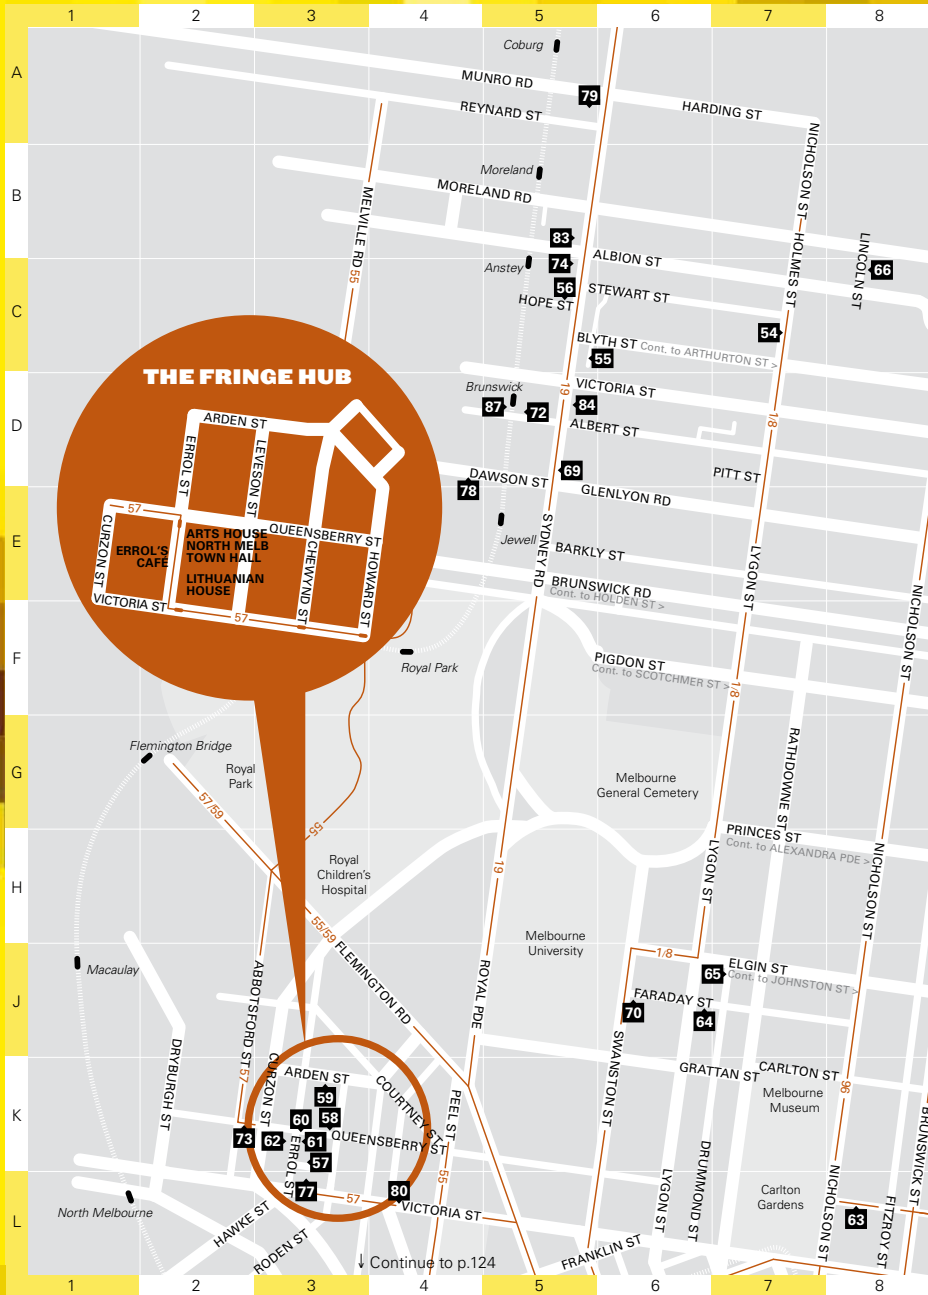 1 2 3 4 5 6 7 8
A
B
C
D
E
F
G
H
J
K
L
Coburg
MUNRO RD
79
REYNARD ST
HARDING ST
NICHOLSON ST
Moreland
MORELAND RD
MELVILLE RD
55
83
ALBION ST
HOLMES ST
LINCOLN ST
66
Anstey
74
56
STEWART ST
HOPE ST
54
BLYTH ST
Cont. to ARTHURTON ST >
55
THE FRINGE HUB
Brunswick
19
VICTORIA ST
87
72
84
1/8
ALBERT ST
ARDEN ST
ERROL ST
LEVESON ST
DAWSON ST
69
PITT ST
78
GLENLYON RD
57
QUEENSBERRY ST
CURZON ST
ERROL'S
CAFÉ
ARTS HOUSE
NORTH MELB
TOWN HALL
LITHUANIAN
HOUSE
CHEWYND ST
HOWARD ST
VICTORIA ST
57
Jewell
SYDNEY RD
BARKLY ST
LYGON ST
BRUNSWICK RD
Cont. to HOLDEN ST >
NICHOLSON ST
Royal Park
PIGDON ST
Cont. to SCOTCHMER ST >
1/8
Flemington Bridge
Royal
Park
57/59
55
RATHDOWNE ST
Melbourne
General Cemetery
PRINCES ST
Cont. to ALEXANDRA PDE >
Royal
Children's
Hospital
19
LYGON ST
NICHOLSON ST
55/59
FLEMINGTON RD
Melbourne
University
1/8
ELGIN ST
65
Cont. to JOHNSTON ST >
Macaulay
ABBOTSFORD ST
57
ROYAL PDE
FARADAY ST
70
64
SWANSTON ST
DRYBURGH ST
CURZON ST
ARDEN ST
COURTNEY ST
GRATTAN ST
CARLTON ST
96
Melbourne
Museum
59
60
58
PEEL ST
73
62
61
QUEENSBERRY ST
ERROL ST
57
55
77
57
80
VICTORIA ST
LYGON ST
DRUMMOND ST
NICHOLSON ST
BRUNSWICK ST
FITZROY ST
Carlton
Gardens
63
North Melbourne
HAWKE ST
RODEN ST
FRANKLIN ST
↓ Continue to p.124
1 2 3 4 5 6 7 8